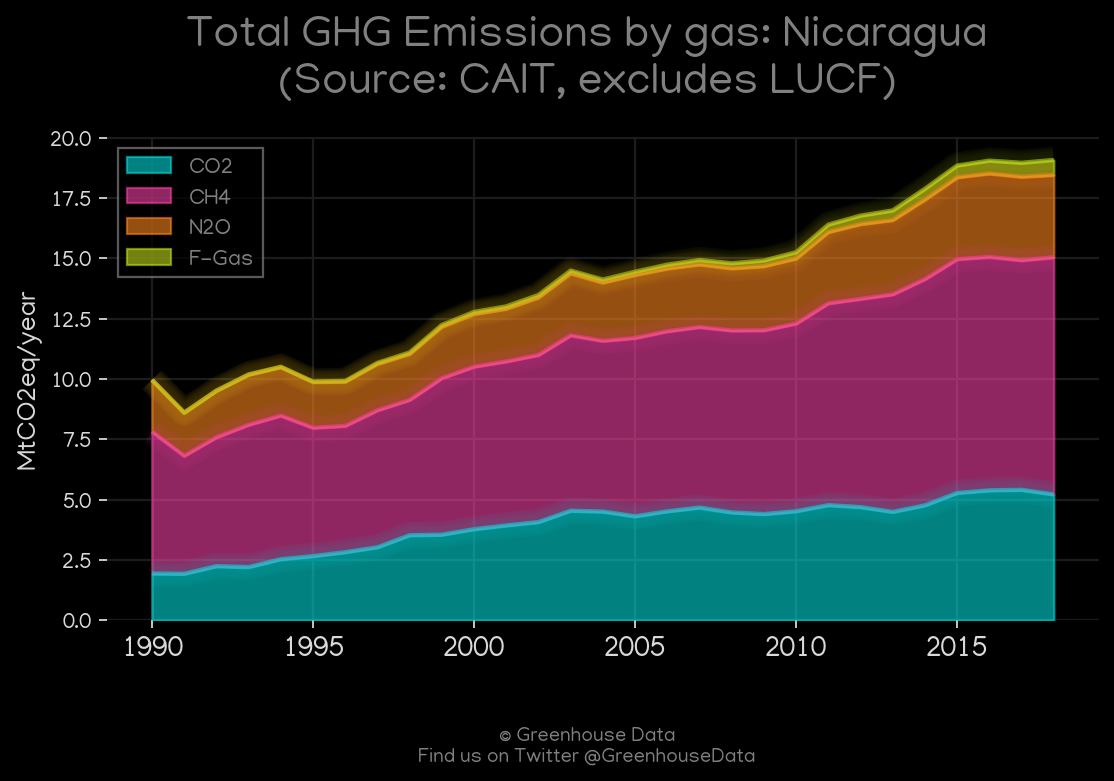 Total GHG Emissions by gas: Nicaragua
(Source: CAIT, excludes LUCF)
20.0
17.5
15.0
12.5
10.0
7.5
5.0
2.5
0.0
MtCO2eq/year
CO2
CH4
N2O
F-Gas
1990 1995 2000 2005 2010 2015
© Greenhouse Data
Find us on Twitter @GreenhouseData